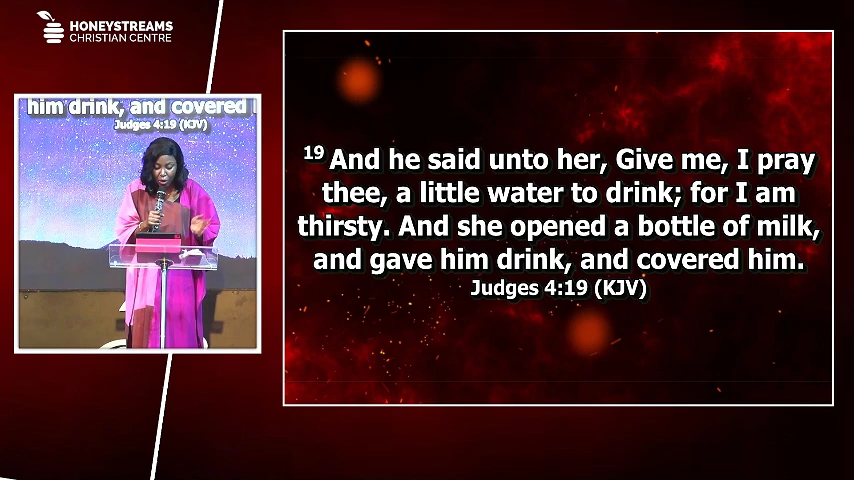 HONEYSTREAMS
CHRISTIAN CENTRE
him drink, and covered
Judges 4:19 (KJV)
19 And he said unto her, Give me, I pray
thee, a little water to drink; for I am
thirsty. And she opened a bottle of milk,
and gave him drink, and covered him.
Judges 4:19 (KJV)